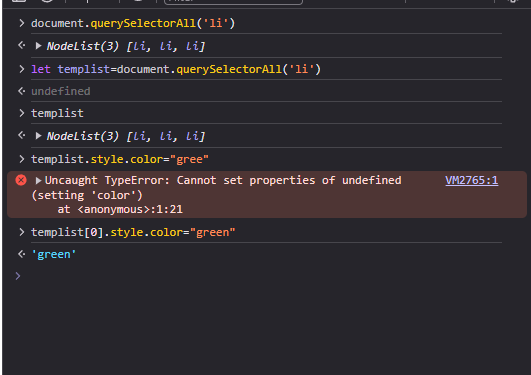 document.querySelectorAll('li')
NodeList(3) [li, li, li]
let templist=document.querySelectorAll('li')
undefined
templist
NodeList(3) [li, li, li]
templist.style.color="gree"
Uncaught TypeError: Cannot set properties of undefined VM2765:1
(setting 'color')
at <anonymous>:1:21
templist[0].style.color="green"
'green'